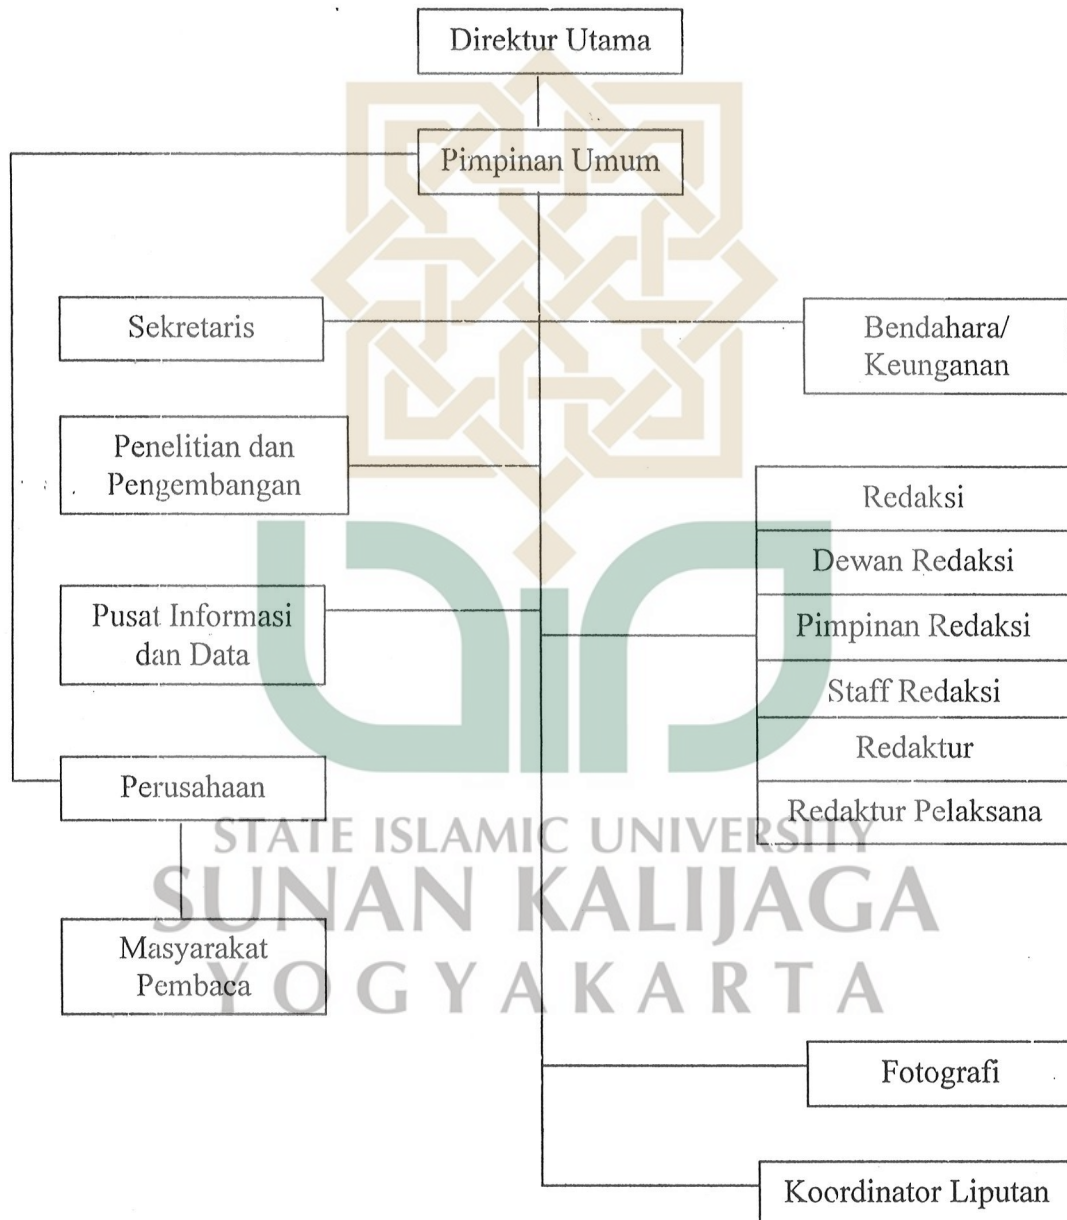 Direktur Utama
Pimpinan Umum
Sekretaris
Bendahara/
Keunganan
Penelitian dan
Pengembangan
Redaksi
Dewan Redaksi
Pusat Informasi
dan Data
Pimpinan Redaksi
Staff Redaksi
Redaktur
Perusahaan
Redaktur Pelaksana
STATE ISLAMIC UNIVERSITY
SUNAN KALIJAGA
YOGYAKARTA
Masyarakat
Pembaca
Fotografi
Koordinator Liputan